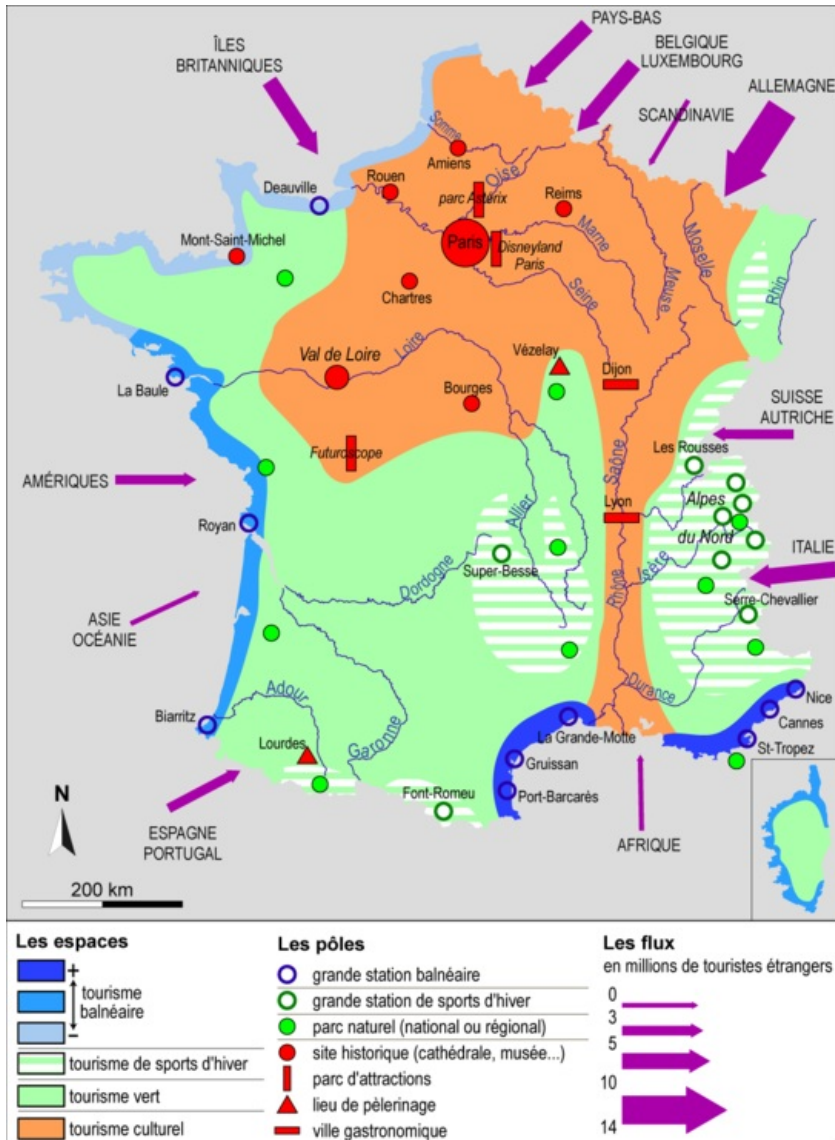 PAYS-BAS
ÎLES
BRITANNIQUES
BELGIQUE
LUXEMBOURG
ALLEMAGNE
SCANDINAVIE
Somme
Amiens
Oise
Rouen
Deauville
parc Astérix
Reims
Mont-Saint-Michel
Paris
Disneyland
Paris
Marne
Moselle
Meuse
Rhin
Chartres
Seine
Val de Loire
Loire
Vézelay
La Baule
Bourges
Dijon
SUISSE
AUTRICHE
Futuroscope
Saône
Les Rousses
AMÉRIQUES
Allier
Lyon
Alpes
du Nord
Royan
Super-Besse
Isère
ITALIE
Dordogne
Rhône
Serre-Chevallier
ASIE
OCÉANIE
Adour
Durance
Nice
Biarritz
Garonne
La Grande-Motte
Cannes
Lourdes
St-Tropez
Gruissan
Font-Romeu
Port-Barcarès
N
ESPAGNE
PORTUGAL
AFRIQUE
200 km
Les espaces
+
tourisme
balnéaire
−
tourisme de sports d'hiver
tourisme vert
tourisme culturel
Les pôles
grande station balnéaire
grande station de sports d'hiver
parc naturel (national ou régional)
site historique (cathédrale, musée...)
parc d'attractions
lieu de pèlerinage
ville gastronomique
Les flux
en millions de touristes étrangers
0
3
5
10
14